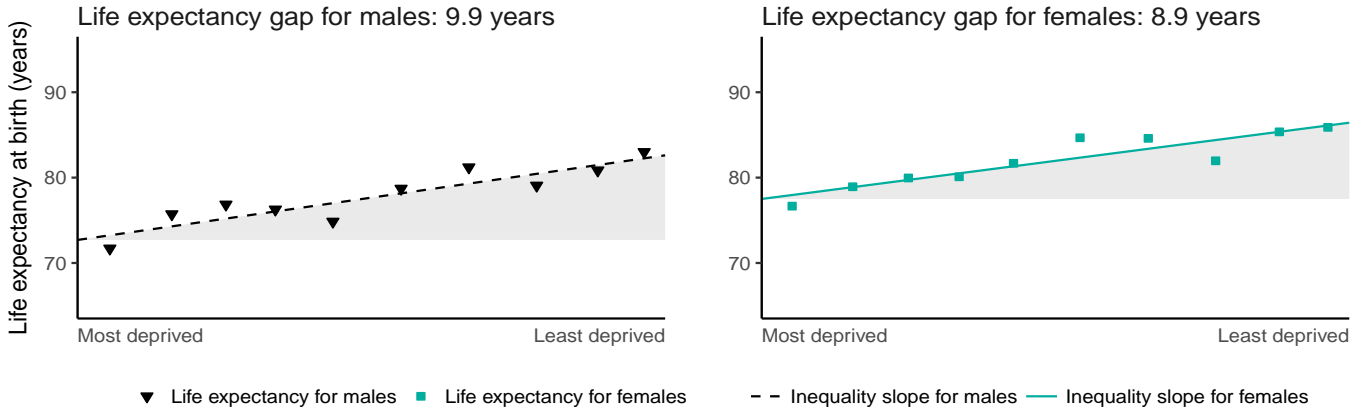 Life expectancy gap for males: 9.9 years
Life expectancy at birth (years)
90
80
70
Most deprived
Least deprived
Life expectancy gap for females: 8.9 years
90
80
70
Most deprived
Least deprived
Life expectancy for males
Life expectancy for females
Inequality slope for males
Inequality slope for females